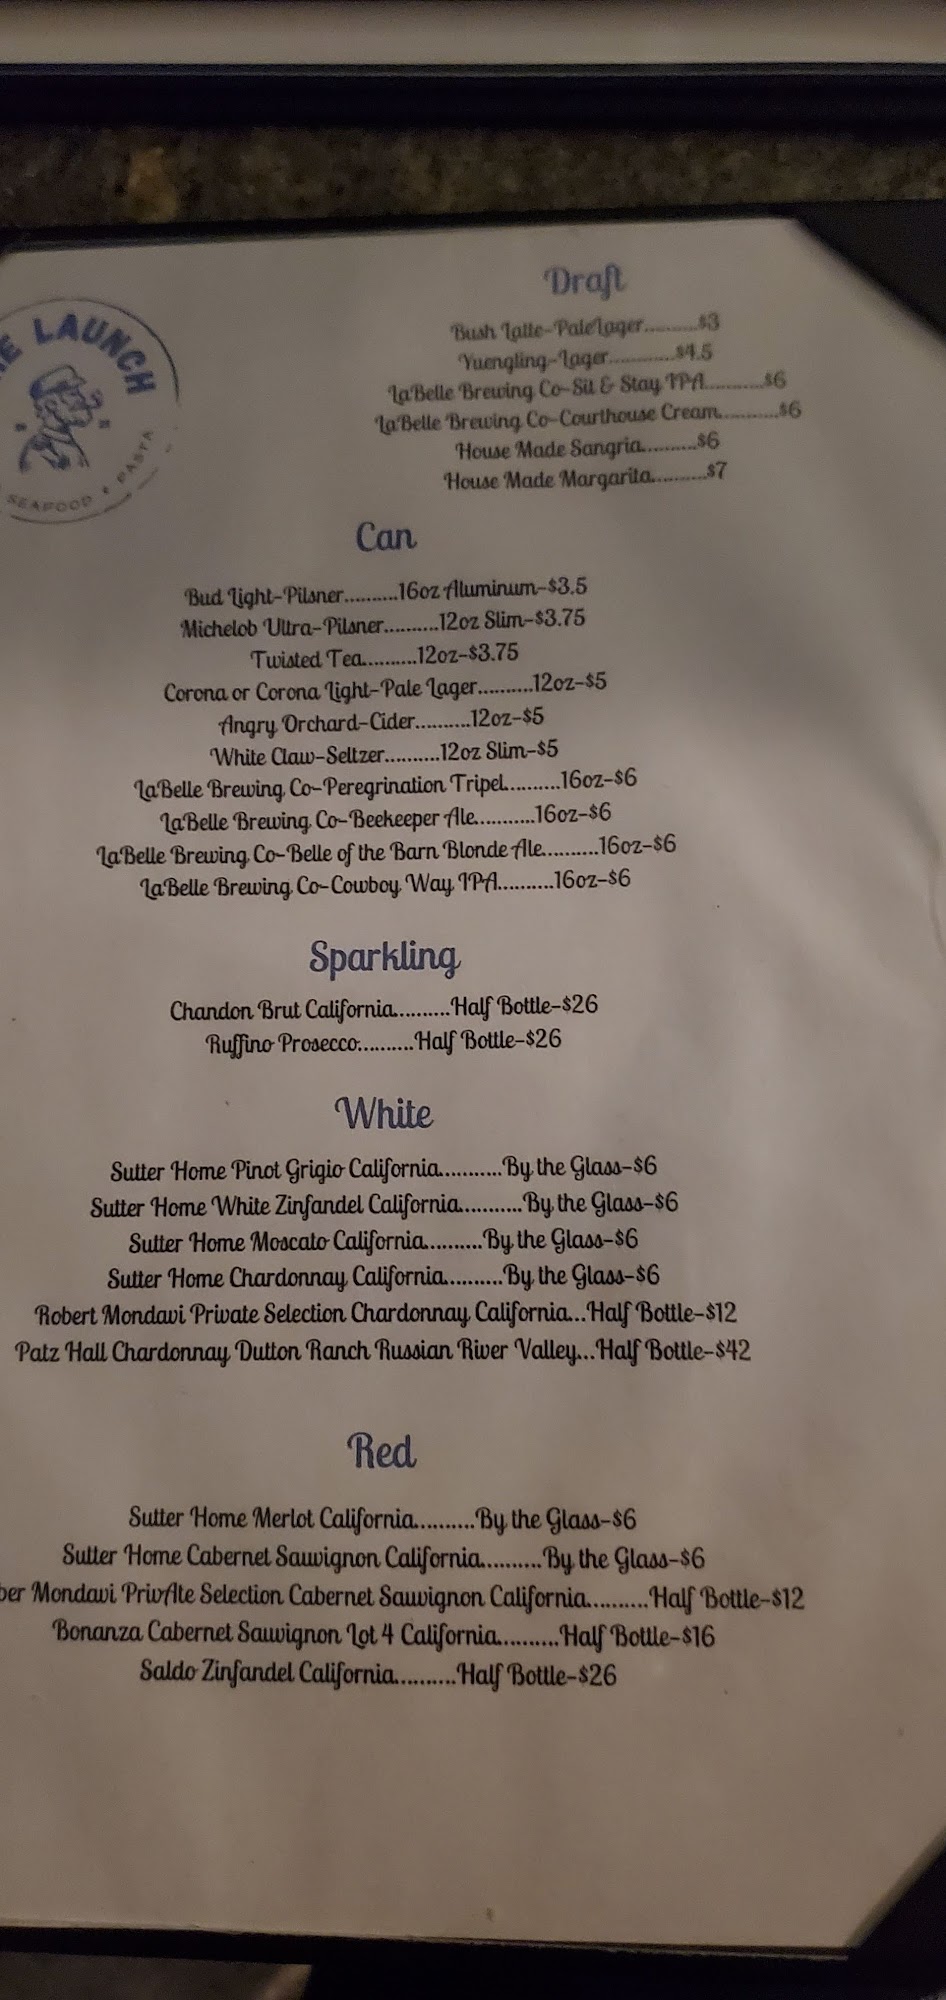 THE LAUNCH
SEAFOOD • PASTA
Draft
Bush Latte-Pale Lager..........$3
Yuengling-Lager............$4.5
LaBelle Brewing Co-Sit & Stay IPA..........$6
LaBelle Brewing Co-Courthouse Cream..........$6
House Made Sangria..........$6
House Made Margarita..........$7
Can
Bud Light-Pilsner..........16oz Aluminum-$3.5
Michelob Ultra-Pilsner..........12oz Slim-$3.75
Twisted Tea..........12oz-$3.75
Corona or Corona Light-Pale Lager..........12oz-$5
Angry Orchard-Cider..........12oz-$5
White Claw-Seltzer..........12oz Slim-$5
LaBelle Brewing Co-Peregrination Tripel..........16oz-$6
LaBelle Brewing Co-Beekeeper Ale...........16oz-$6
LaBelle Brewing Co-Belle of the Barn Blonde Ale..........16oz-$6
LaBelle Brewing Co-Cowboy Way IPA..........16oz-$6
Sparkling
Chandon Brut California..........Half Bottle-$26
Ruffino Prosecco..........Half Bottle-$26
White
Sutter Home Pinot Grigio California...........By the Glass-$6
Sutter Home White Zinfandel California...........By the Glass-$6
Sutter Home Moscato California..........By the Glass-$6
Sutter Home Chardonnay California..........By the Glass-$6
Robert Mondavi Private Selection Chardonnay California...Half Bottle-$12
Patz Hall Chardonnay Dutton Ranch Russian River Valley...Half Bottle-$42
Red
Sutter Home Merlot California..........By the Glass-$6
Sutter Home Cabernet Sauvignon California..........By the Glass-$6
ber Mondavi PrivAte Selection Cabernet Sauvignon California..........Half Bottle-$12
Bonanza Cabernet Sauvignon Lot 4 California..........Half Bottle-$16
Saldo Zinfandel California..........Half Bottle-$26